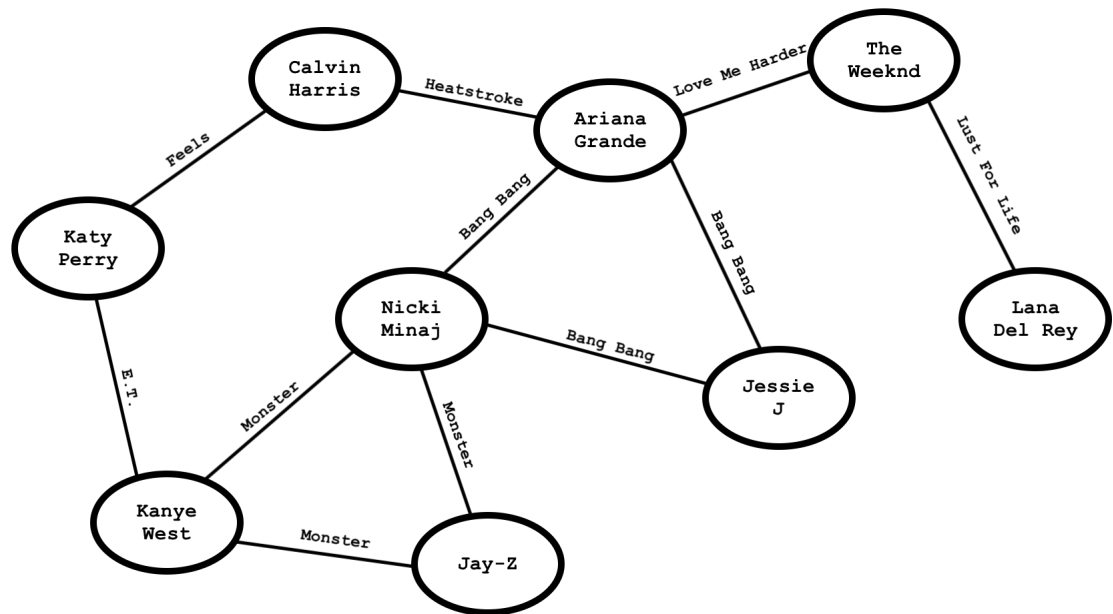 The
Weeknd
Calvin
Harris
Love Me Harder
Heatstroke
Ariana
Grande
Feels
Lust For Life
Bang Bang
Bang Bang
Katy
Perry
Nicki
Minaj
Lana
Del Rey
Bang Bang
E.T.
Monster
Monster
Jessie
J
Kanye
West
Monster
Jay-Z